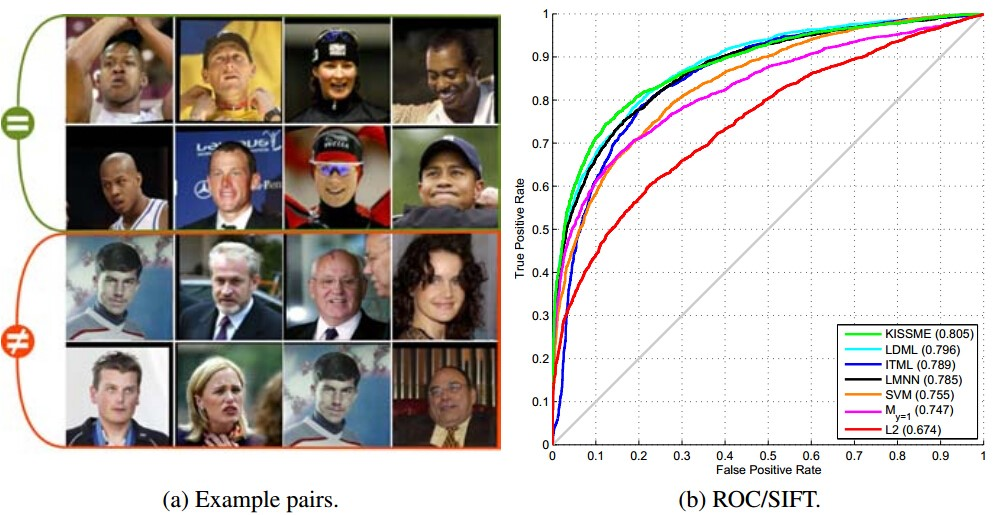 =
≠
(a) Example pairs.
True Positive Rate
1
0.9
0.8
0.7
0.6
0.5
0.4
0.3
0.2
0.1
0
0 0.1 0.2 0.3 0.4 0.5 0.6 0.7 0.8 0.9 1
False Positive Rate
KISSME (0.805)
LDML (0.796)
ITML (0.789)
LMNN (0.785)
SVM (0.755)
My=1 (0.747)
L2 (0.674)
(b) ROC/SIFT.